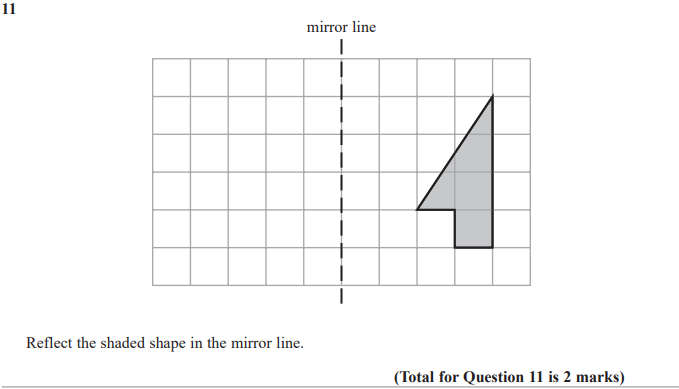 11
mirror line
Reflect the shaded shape in the mirror line.
(Total for Question 11 is 2 marks)